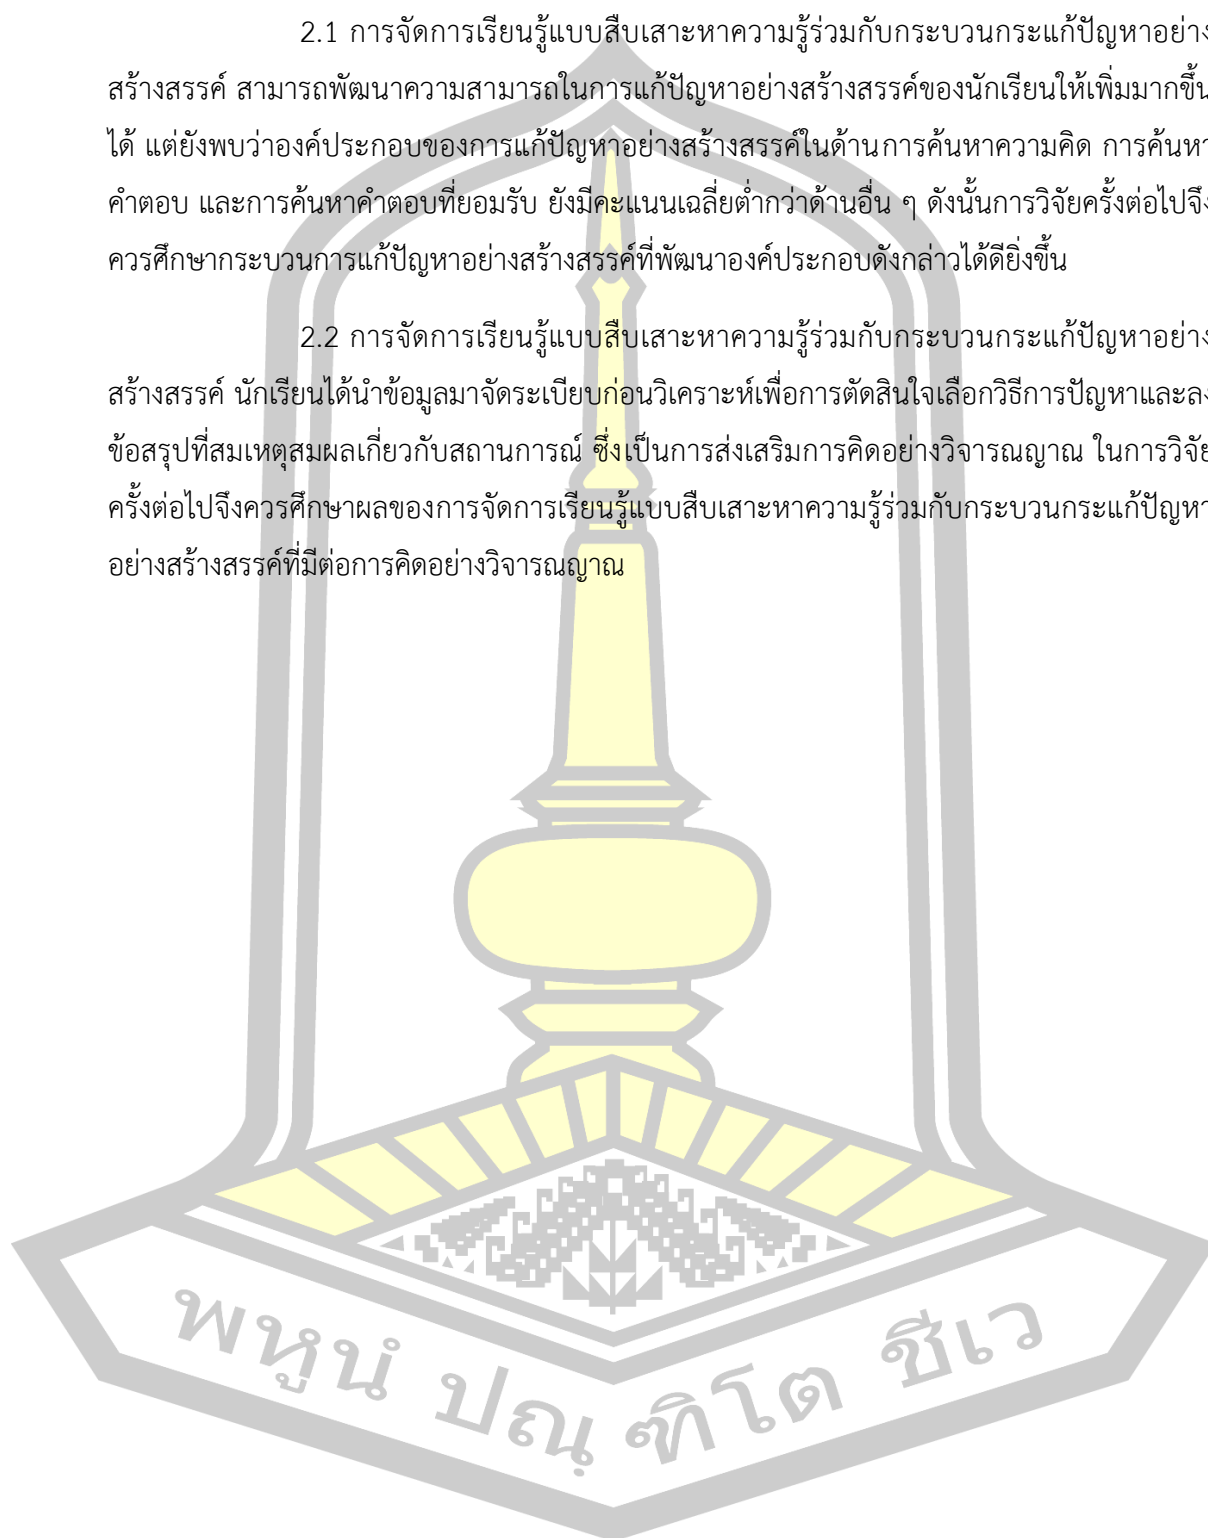 2.1 การจัดการเรียนรู้แบบสืบเสาะหาความรู้ร่วมกับกระบวนกระแก้ปัญหาอย่าง
สร้างสรรค์ สามารถพัฒนาความสามารถในการแก้ปัญหาอย่างสร้างสรรค์ของนักเรียนให้เพิ่มมากขึ้น
ได้ แต่ยังพบว่าองค์ประกอบของการแก้ปัญหาอย่างสร้างสรรค์ในด้านการค้นหาความคิด การค้นหา
คำตอบ และการค้นหาคำตอบที่ยอมรับ ยังมีคะแนนเฉลี่ยต่ำกว่าด้านอื่น ๆ ดังนั้นการวิจัยครั้งต่อไปจึง
ควรศึกษากระบวนการแก้ปัญหาอย่างสร้างสรรค์ที่พัฒนาองค์ประกอบดังกล่าวได้ดียิ่งขึ้น
2.2 การจัดการเรียนรู้แบบสืบเสาะหาความรู้ร่วมกับกระบวนกระแก้ปัญหาอย่าง
สร้างสรรค์ นักเรียนได้นำข้อมูลมาจัดระเบียบก่อนวิเคราะห์เพื่อการตัดสินใจเลือกวิธีการปัญหาและลง
ข้อสรุปที่สมเหตุสมผลเกี่ยวกับสถานการณ์ ซึ่งเป็นการส่งเสริมการคิดอย่างวิจารณญาณ ในการวิจัย
ครั้งต่อไปจึงควรศึกษาผลของการจัดการเรียนรู้แบบสืบเสาะหาความรู้ร่วมกับกระบวนกระแก้ปัญหา
อย่างสร้างสรรค์ที่มีต่อการคิดอย่างวิจารณญาณ
พหูนํ ปณฺ ฑิโต ชีเว